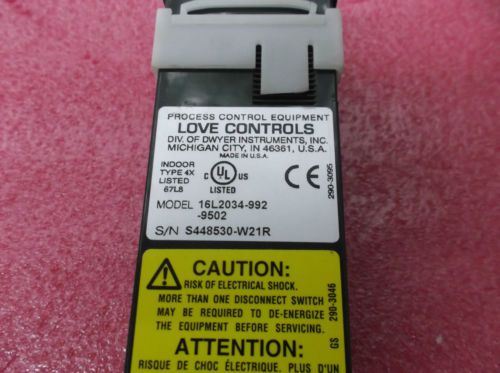 PROCESS CONTROL EQUIPMENT
LOVE CONTROLS
DIV. OF DWYER INSTRUMENTS, INC.
MICHIGAN CITY, IN 46361, U.S.A.
MADE IN U.S.A.
INDOOR
TYPE 4X
LISTED
67L8
C UL US
LISTED
CE
290-3095
MODEL 16L2034-992
-9502
S/N S448530-W21R
CAUTION:
RISK OF ELECTRICAL SHOCK.
MORE THAN ONE DISCONNECT SWITCH
MAY BE REQUIRED TO DE-ENERGIZE
THE EQUIPMENT BEFORE SERVICING.
GS 290-3046
ATTENTION:
RISQUE DE CHOC ÉLECTRIQUE. PLUS D'UN